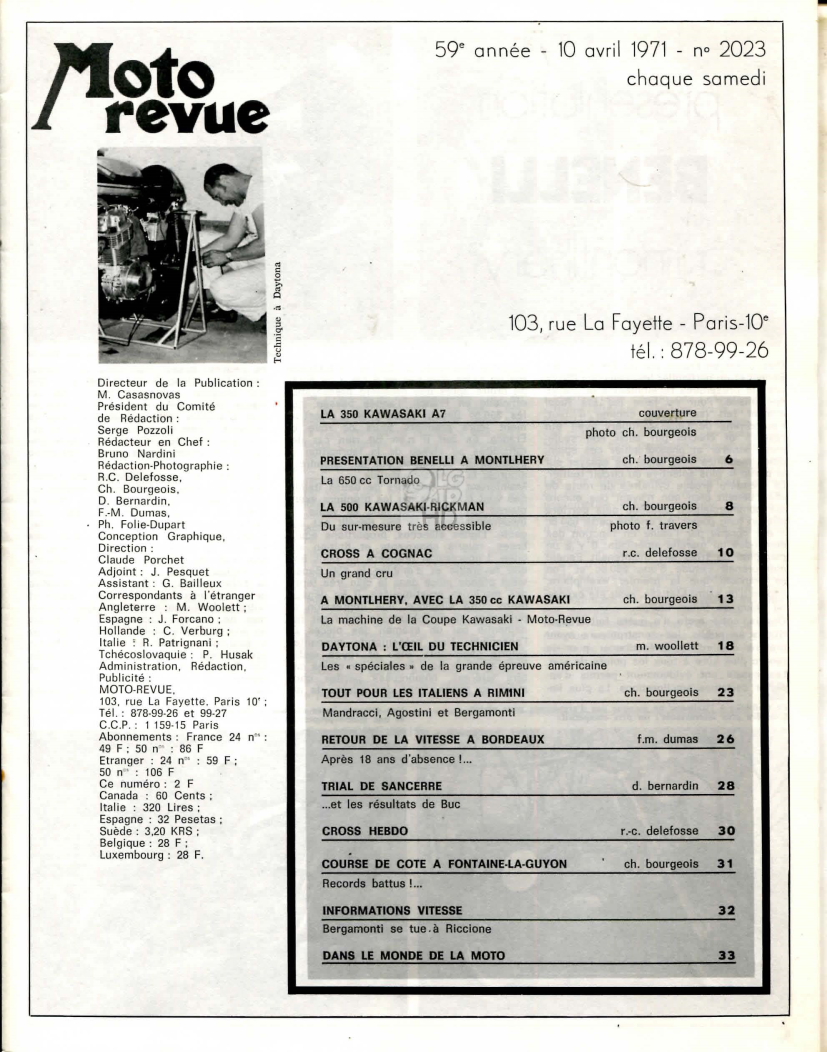 Moto
revue
59e année - 10 avril 1971 - no 2023
chaque samedi
Technique à Daytona
103, rue La Fayette - Paris-10e
tél. : 878-99-26
Directeur de la Publication :
M. Casasnovas
Président du Comité
de Rédaction :
Serge Pozzoli
Rédacteur en Chef :
Bruno Nardini
Rédaction-Photographie :
R.C. Delefosse,
Ch. Bourgeois,
D. Bernardin,
F.-M. Dumas,
Ph. Folie-Dupart
Conception Graphique,
Direction :
Claude Porchet
Adjoint : J. Pesquet
Assistant : G. Bailleux
Correspondants à l'étranger
Angleterre : M. Woolett ;
Espagne : J. Forcano ;
Hollande : C. Verburg ;
Italie : R. Patrignani ;
Tchécoslovaquie : P. Husak
Administration, Rédaction,
Publicité :
MOTO-REVUE,
103, rue La Fayette, Paris 10e ;
Tél. : 878-99-26 et 99-27
C.C.P. : 1 159-15 Paris
Abonnements : France 24 nos :
49 F ; 50 nos : 86 F
Etranger : 24 nos : 59 F ;
50 nos : 106 F
Ce numéro : 2 F
Canada : 60 Cents ;
Italie : 320 Lires ;
Espagne : 32 Pesetas ;
Suède : 3,20 KRS ;
Belgique : 28 F ;
Luxembourg : 28 F.
LA 350 KAWASAKI A7 couverture
photo ch. bourgeois
PRESENTATION BENELLI A MONTLHERY ch. bourgeois 6
La 650 cc Tornado
LA 500 KAWASAKI-RICKMAN ch. bourgeois 8
Du sur-mesure très accessible photo f. travers
CROSS A COGNAC r.c. delefosse 10
Un grand cru
A MONTLHERY, AVEC LA 350 cc KAWASAKI ch. bourgeois 13
La machine de la Coupe Kawasaki - Moto-Revue
DAYTONA : L'ŒIL DU TECHNICIEN m. woollett 18
Les « spéciales » de la grande épreuve américaine
TOUT POUR LES ITALIENS A RIMINI ch. bourgeois 23
Mandracci, Agostini et Bergamonti
RETOUR DE LA VITESSE A BORDEAUX f.m. dumas 26
Après 18 ans d'absence !...
TRIAL DE SANCERRE d. bernardin 28
...et les résultats de Buc
CROSS HEBDO r.-c. delefosse 30
COURSE DE COTE A FONTAINE-LA-GUYON ch. bourgeois 31
Records battus !...
INFORMATIONS VITESSE 32
Bergamonti se tue à Riccione
DANS LE MONDE DE LA MOTO 33